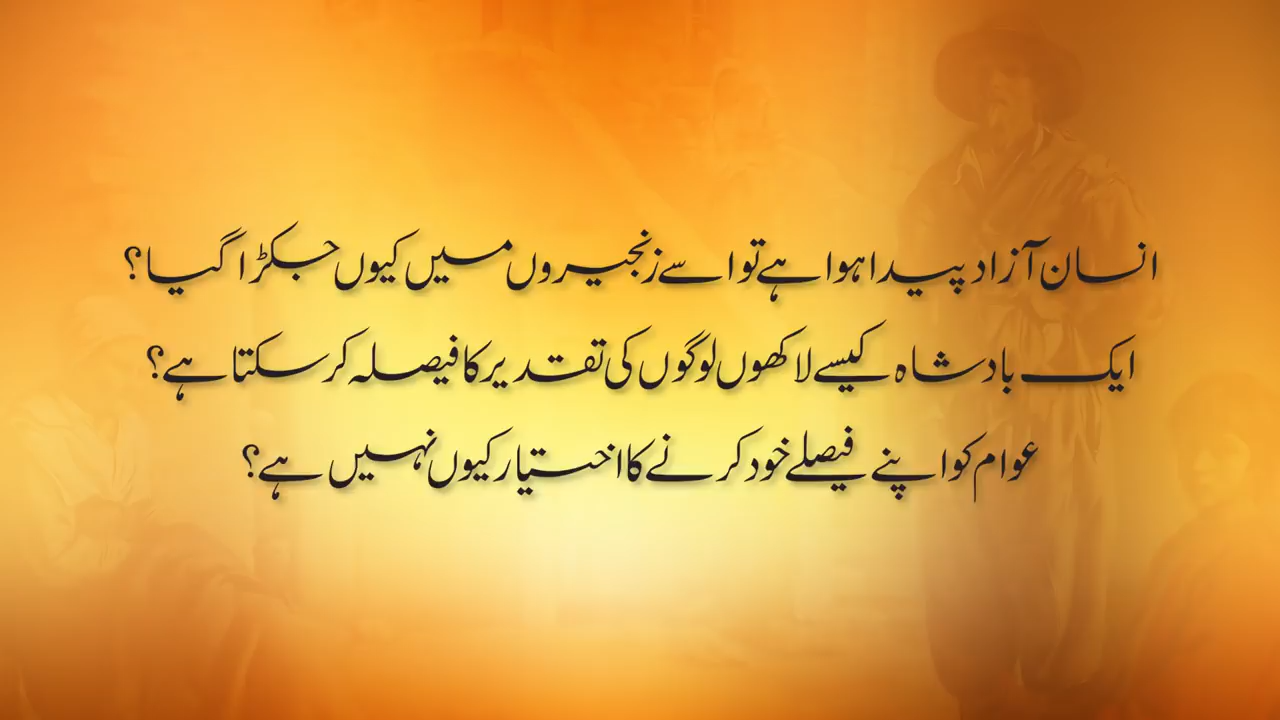 انسان آزاد پیدا ہوا ہے تو اسے زنجیروں میں کیوں جکڑا گیا؟
ایک بادشاہ کیسے لاکھوں لوگوں کی تقدیر کا فیصلہ کر سکتا ہے؟
عوام کو اپنے فیصلے خود کرنے کا اختیار کیوں نہیں ہے؟